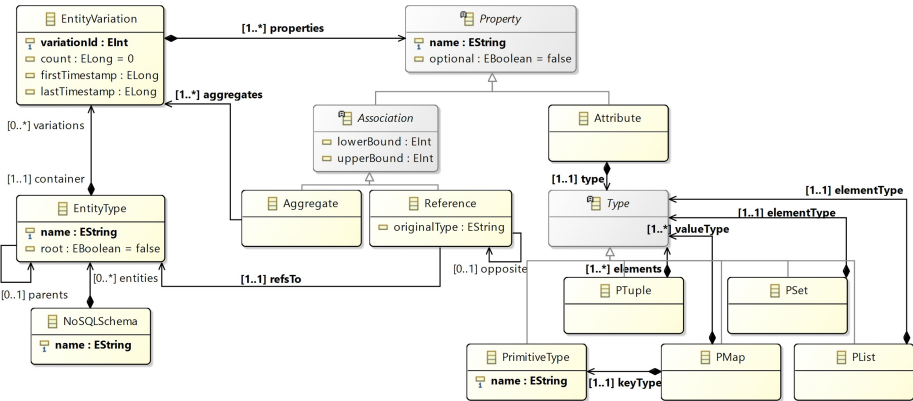 EntityVariation
variationId : EInt
count : ELong = 0
firstTimestamp : ELong
lastTimestamp : ELong
[1..*] properties
Property
name : EString
optional : EBoolean = false
[1..*] aggregates
[0..*] variations
Association
lowerBound : EInt
upperBound : EInt
Attribute
[1..1] container
[1..1] type
[1..1] elementType
EntityType
name : EString
root : EBoolean = false
Aggregate
Reference
originalType : EString
Type
[1..1] elementType
[1..*] valueType
[0..1] parents
[0..*] entities
[1..1] refsTo
[0..1] opposite
[1..*] elements
PTuple
PSet
NoSQLSchema
name : EString
PrimitiveType
name : EString
[1..1] keyType
PMap
PList